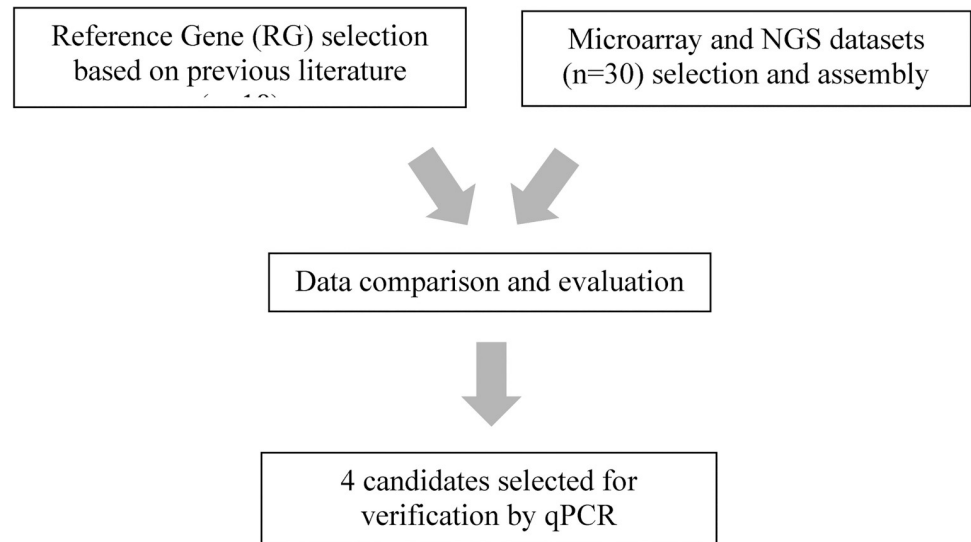 Reference Gene (RG) selection
based on previous literature
Microarray and NGS datasets
(n=30) selection and assembly
Data comparison and evaluation
4 candidates selected for
verification by qPCR